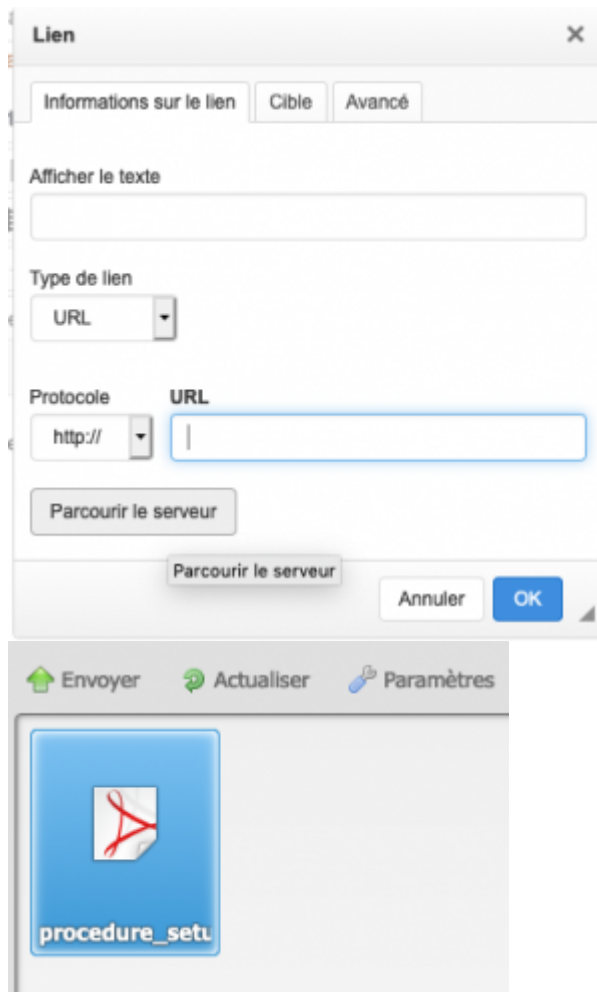 Lien
Informations sur le lien Cible Avancé
Afficher le texte
Type de lien
URL
Protocole URL
http://
Parcourir le serveur
Parcourir le serveur
Annuler OK
Envoyer Actualiser Paramètres
procedure_setu